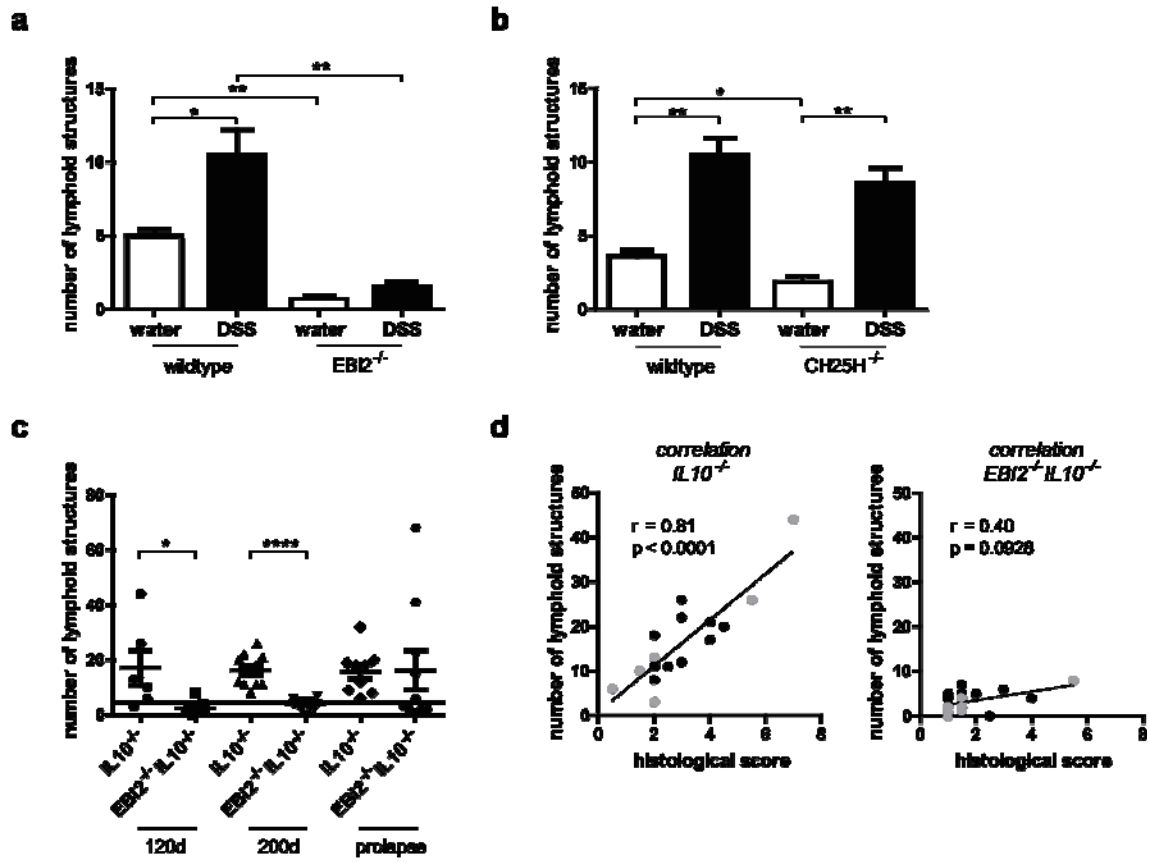 a
number of lymphoid structures
15
10
5
0
*
**
**
water DSS water DSS
wildtype EBI2-/-
b
number of lymphoid structures
15
10
5
0
**
*
**
water DSS water DSS
wildtype CH25H-/-
c
number of lymphoid structures
80
60
40
20
0
* ****
IL10-/- EBI2-/-IL10-/- IL10-/- EBI2-/-IL10-/- IL10-/- EBI2-/-IL10-/-
120d 200d prolapse
d
correlation
IL10-/-
number of lymphoid structures
50
40
30
20
10
0
r = 0.81
p < 0.0001
0 2 4 6 8
histological score
correlation
EBI2-/-IL10-/-
number of lymphoid structures
50
40
30
20
10
0
r = 0.40
p = 0.0928
0 2 4 6 8
histological score